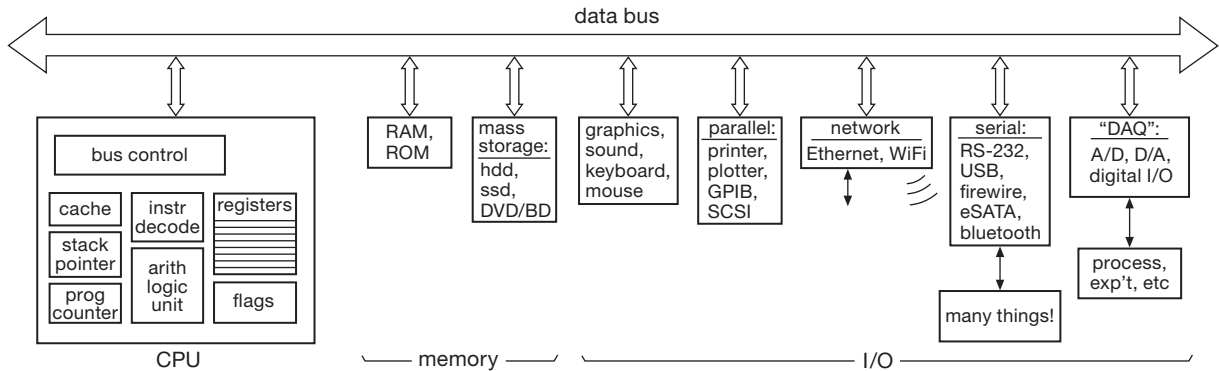 data bus
bus control
cache
stack
pointer
prog
counter
instr
decode
arith
logic
unit
registers
flags
CPU
RAM,
ROM
mass
storage:
hdd,
ssd,
DVD/BD
memory
graphics,
sound,
keyboard,
mouse
parallel:
printer,
plotter,
GPIB,
SCSI
network
Ethernet, WiFi
serial:
RS-232,
USB,
firewire,
eSATA,
bluetooth
many things!
“DAQ”:
A/D, D/A,
digital I/O
process,
exp't, etc
I/O